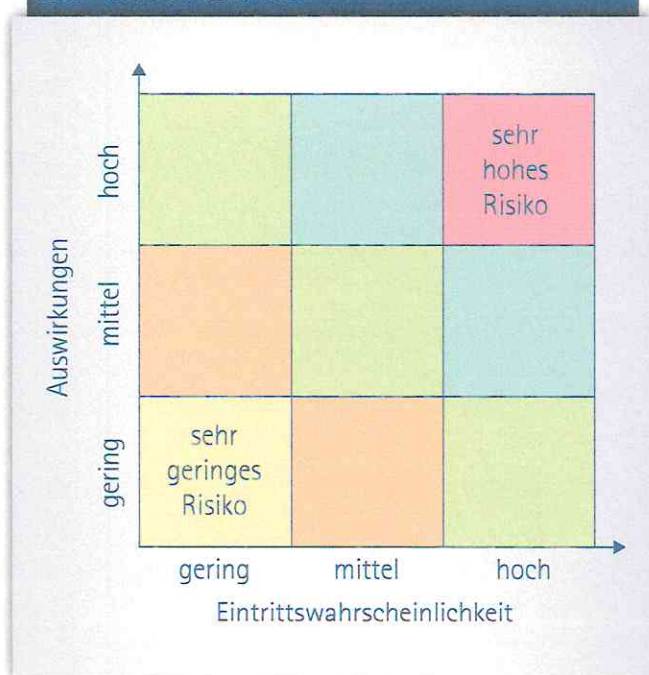 sehr
hohes
Risiko
hoch
Auswirkungen
mittel
gering
sehr
geringes
Risiko
gering mittel hoch
Eintrittswahrscheinlichkeit